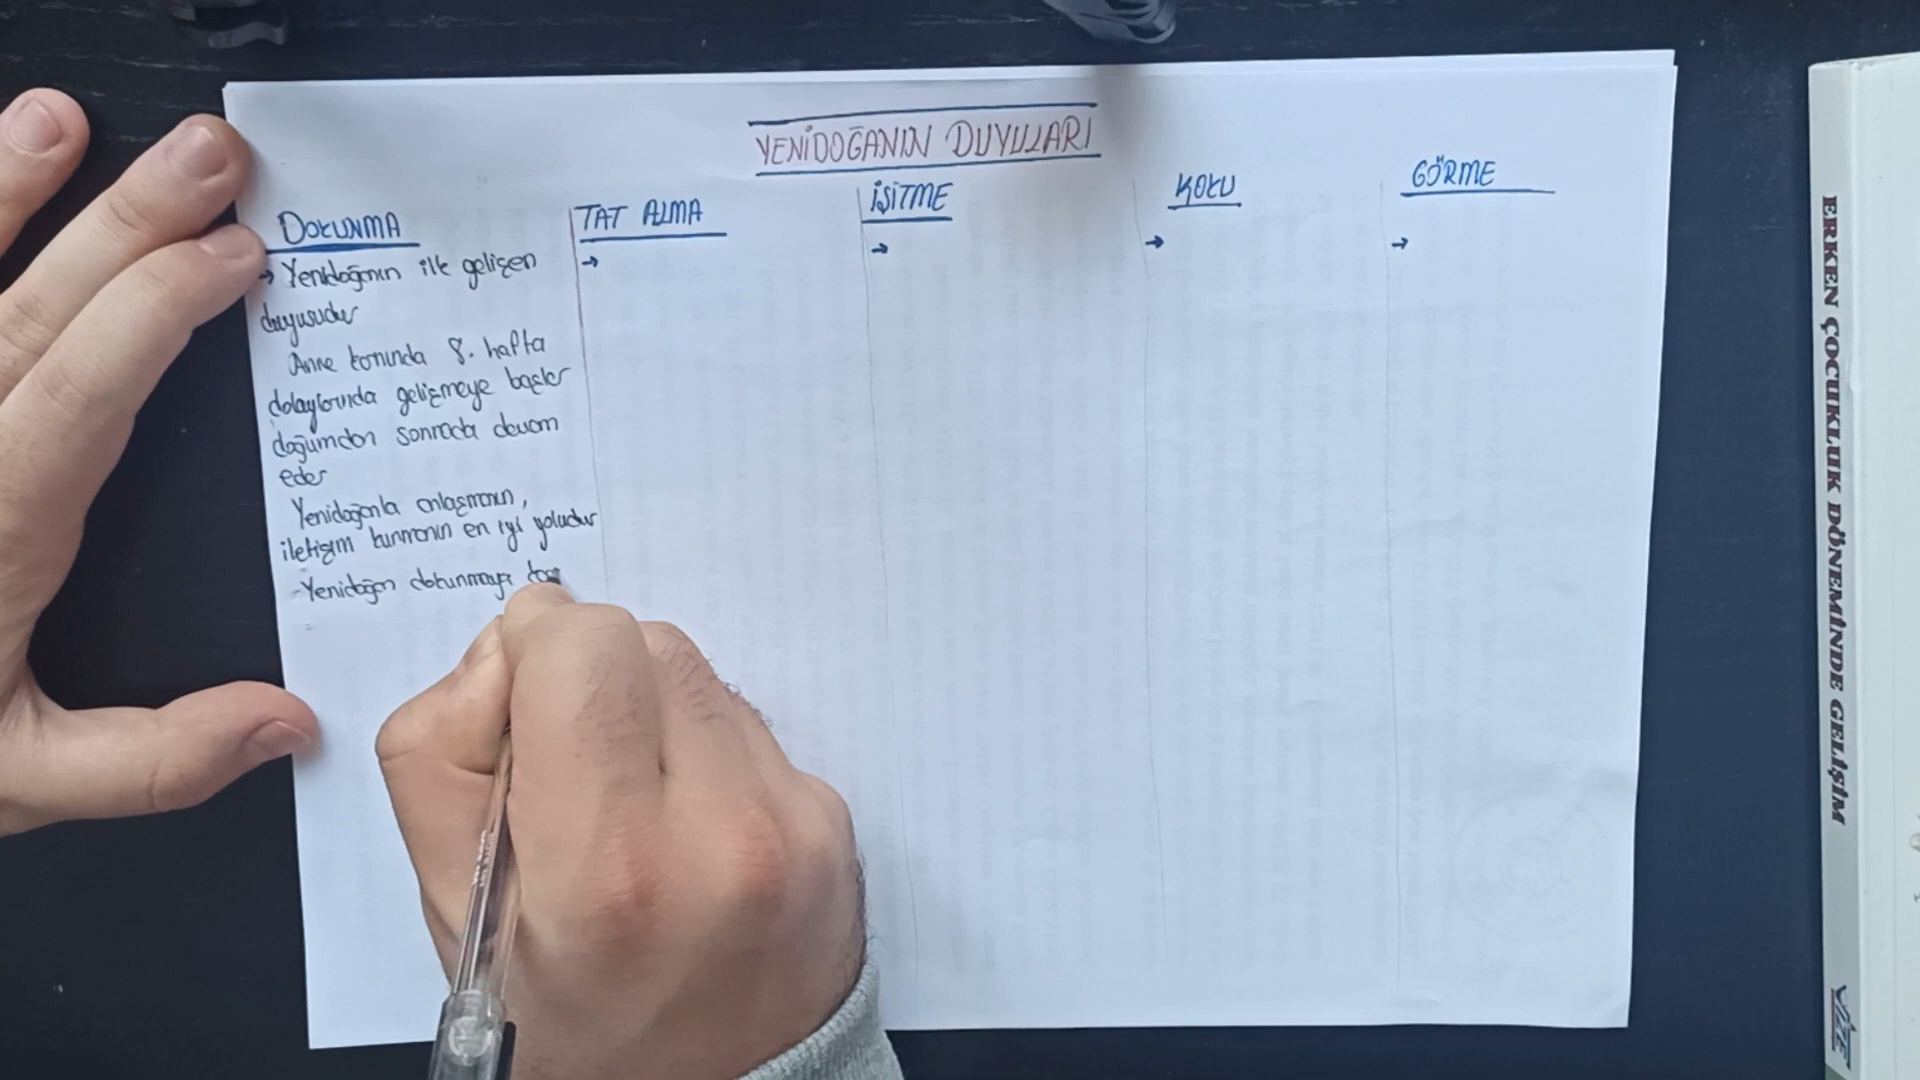 YENİDOĞANIN DUYULARI
DOKUNMA
→ Yenidoğanın ilk gelişen
duyusudur
Anne karnında 8. hafta
dolaylarında gelişmeye başlar
doğumdan sonrada devam
eder
Yenidoğanla anlaşmanın,
iletişim kurmanın en iyi yoludur
- Yenidoğan dokunmaya
TAT ALMA
→
İŞİTME
→
KOKU
→
GÖRME
→
ERKEN ÇOCUKLUK DÖNEMİNDE GELİŞİM
VİZE